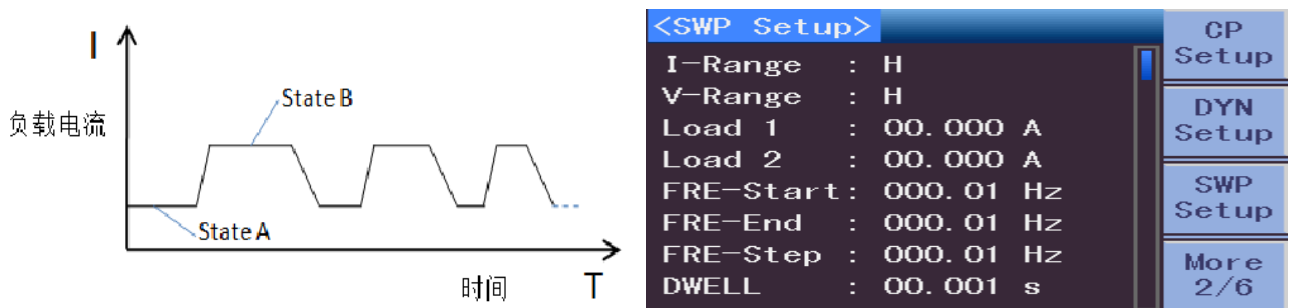 I
负载电流
State B
State A
时间
T
<SWP Setup>
I-Range : H
V-Range : H
Load 1 : 00.000 A
Load 2 : 00.000 A
FRE-Start: 000.01 Hz
FRE-End : 000.01 Hz
FRE-Step : 000.01 Hz
DWELL : 00.001 s
CP
Setup
DYN
Setup
SWP
Setup
More
2/6